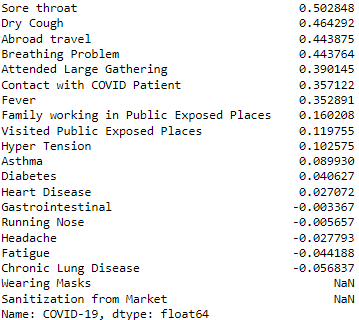 Sore throat 0.502848
Dry Cough 0.464292
Abroad travel 0.443875
Breathing Problem 0.443764
Attended Large Gathering 0.390145
Contact with COVID Patient 0.357122
Fever 0.352891
Family working in Public Exposed Places 0.160208
Visited Public Exposed Places 0.119755
Hyper Tension 0.102575
Asthma 0.089930
Diabetes 0.040627
Heart Disease 0.027072
Gastrointestinal -0.003367
Running Nose -0.005657
Headache -0.027793
Fatigue -0.044188
Chronic Lung Disease -0.056837
Wearing Masks NaN
Sanitization from Market NaN
Name: COVID-19, dtype: float64